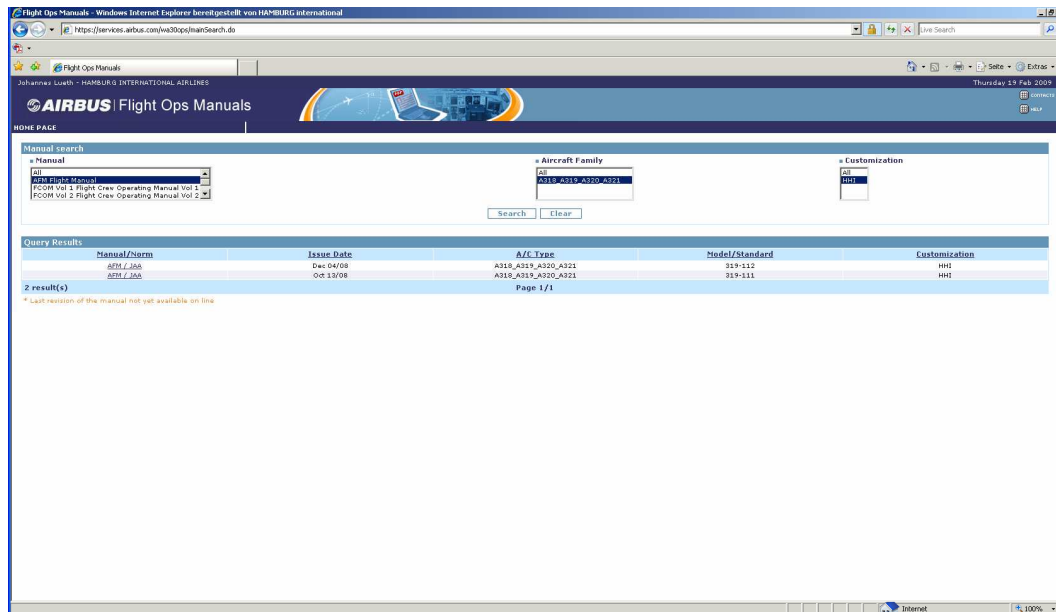 Flight Ops Manuals - Windows Internet Explorer bereitgestellt von HAMBURG international
https://services.airbus.com/wa30ops/mainSearch.do
Live Search
Flight Ops Manuals
Seite
Extras
Johannes Lueth - HAMBURG INTERNATIONAL AIRLINES
Thursday 19 Feb 2009
AIRBUS | Flight Ops Manuals
CONTACTS
HELP
HOME PAGE
Manual search
Manual
Aircraft Family
Customization
All
AFM Flight Manual
FCOM Vol 1 Flight Crew Operating Manual Vol 1
FCOM Vol 2 Flight Crew Operating Manual Vol 2
All
A318_A319_A320_A321
All
HHI
Search Clear
Query Results
Manual/Norm Issue Date A/C Type Model/Standard Customization
AFM / JAA Dec 04/08 A318_A319_A320_A321 319-112 HHI
AFM / JAA Oct 13/08 A318_A319_A320_A321 319-111 HHI
2 result(s) Page 1/1
* Last revision of the manual not yet available on line
Internet 100%